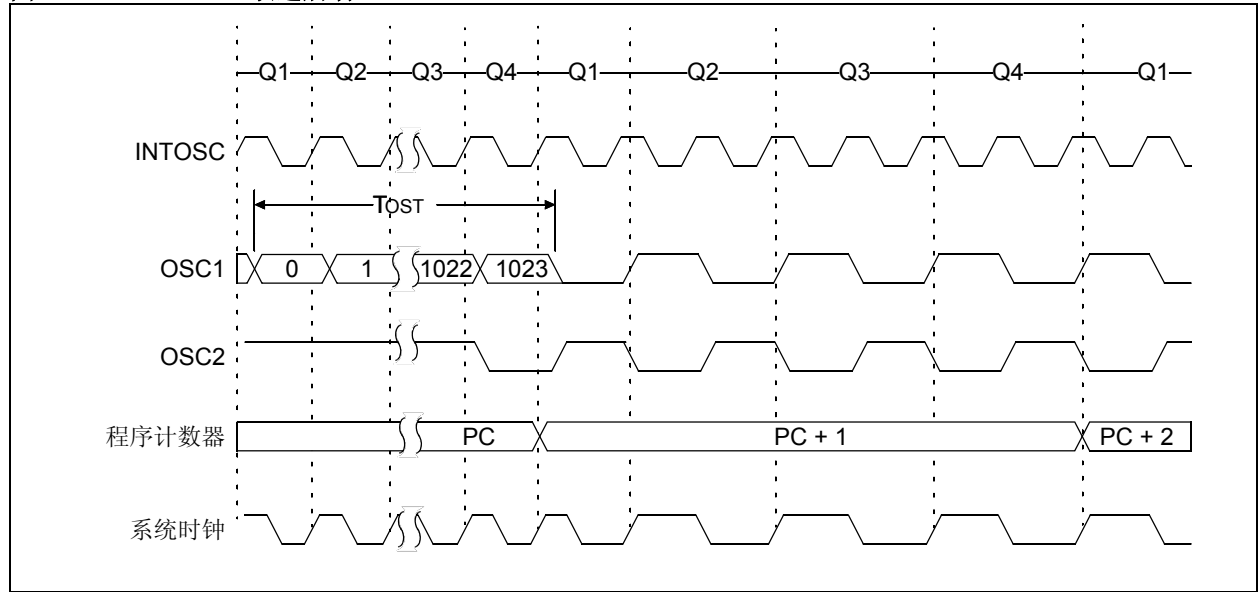 Q1 Q2 Q3 Q4 Q1 Q2 Q3 Q4 Q1
INTOSC
TOST
OSC1 0 1 1022 1023
OSC2
程序计数器 PC PC + 1 PC + 2
系统时钟